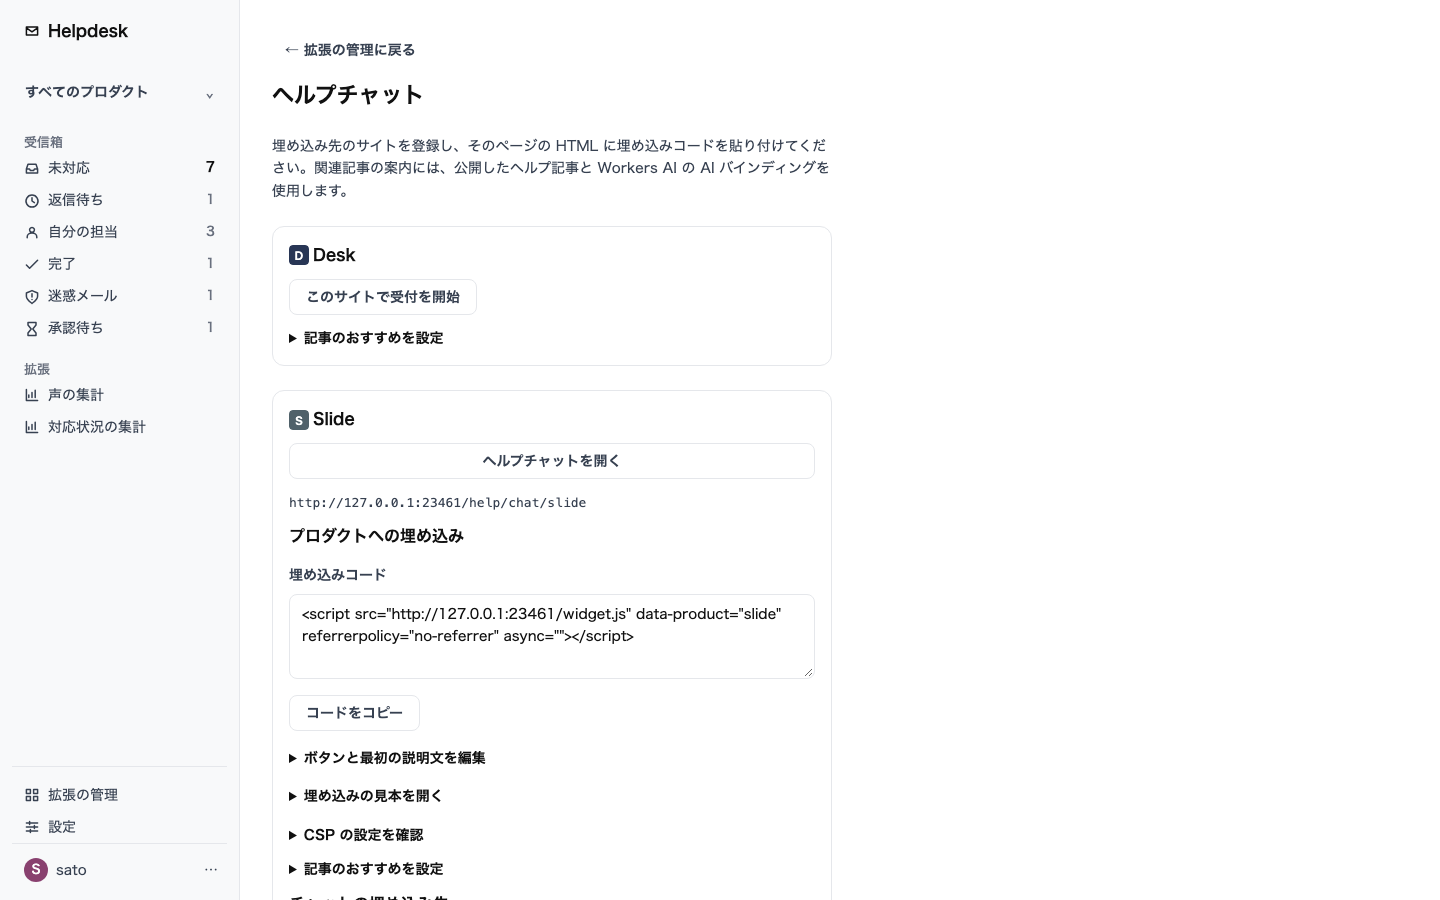 Helpdesk
すべてのプロダクト
受信箱
未対応 7
返信待ち 1
自分の担当 3
完了 1
迷惑メール 1
承認待ち 1
拡張
声の集計
対応状況の集計
拡張の管理
設定
S sato ...
← 拡張の管理に戻る
ヘルプチャット
埋め込み先のサイトを登録し、そのページの HTML に埋め込みコードを貼り付けてくだ
さい。関連記事の案内には、公開したヘルプ記事と Workers AI の AI バインディングを
使用します。
D Desk
このサイトで受付を開始
▶ 記事のおすすめを設定
S Slide
ヘルプチャットを開く
http://127.0.0.1:23461/help/chat/slide
プロダクトへの埋め込み
埋め込みコード
<script src="http://127.0.0.1:23461/widget.js" data-product="slide"
referrerpolicy="no-referrer" async=""></script>
コードをコピー
▶ ボタンと最初の説明文を編集
▶ 埋め込みの見本を開く
▶ CSP の設定を確認
▶ 記事のおすすめを設定